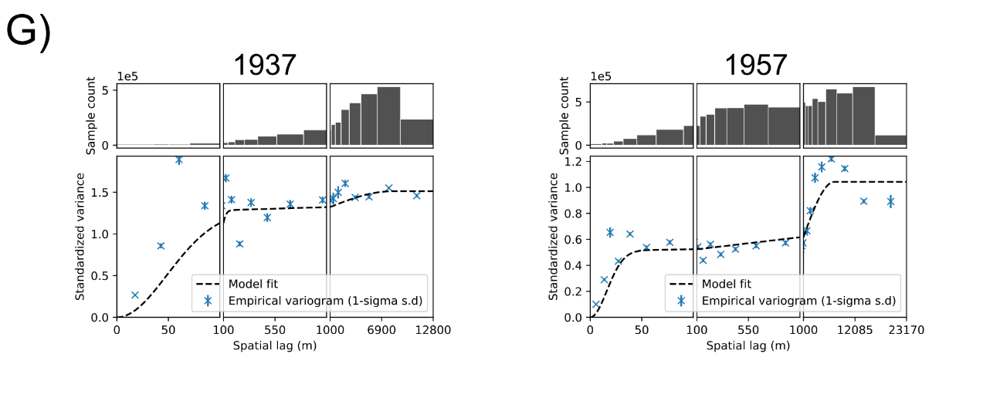 G)
1937
1e5
Sample count
5
0
Standardized variance
1.5
1.0
0.5
0.0
Model fit
Empirical variogram (1-sigma s.d)
0 50 100 550 1000 6900 12800
Spatial lag (m)
1957
1e5
Sample count
5
0
Standardized variance
1.2
1.0
0.8
0.6
0.4
0.2
0.0
Model fit
Empirical variogram (1-sigma s.d)
0 50 100 550 1000 12085 23170
Spatial lag (m)